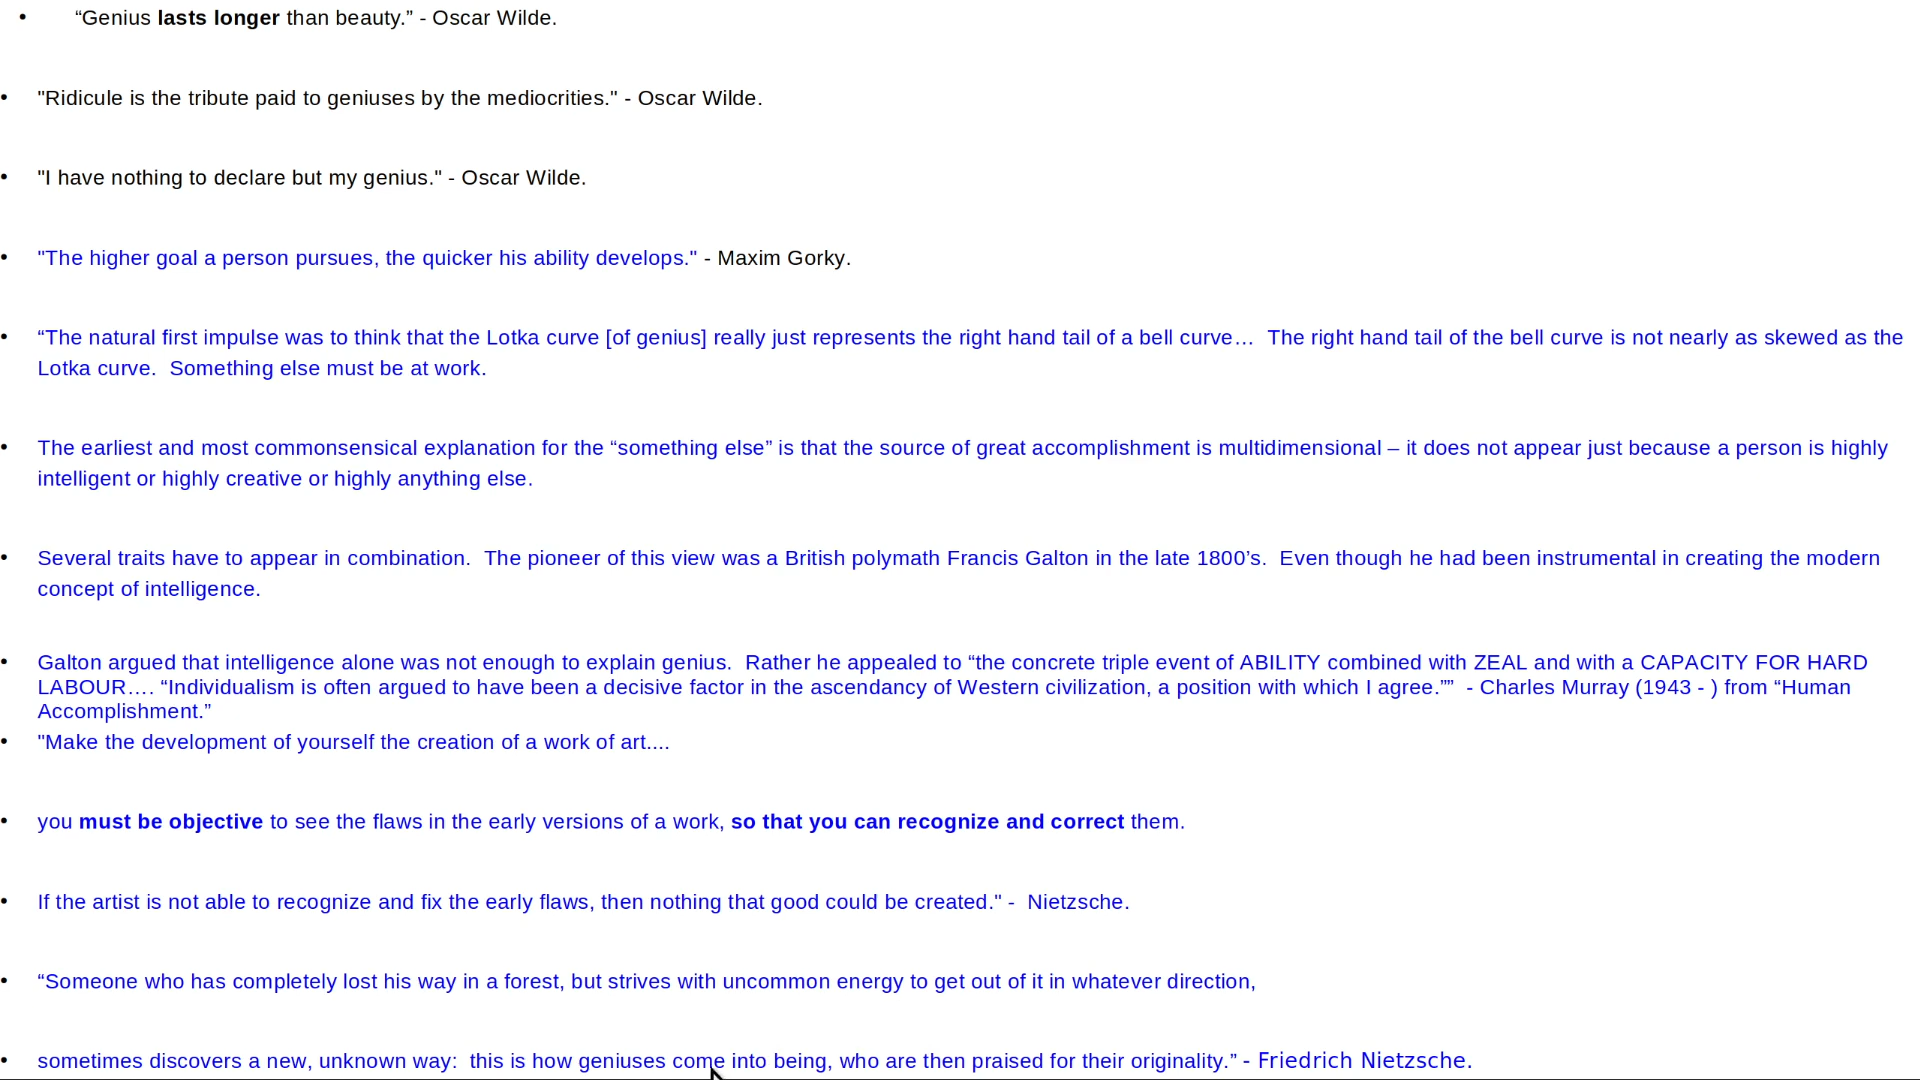 • “Genius lasts longer than beauty.” - Oscar Wilde.
• "Ridicule is the tribute paid to geniuses by the mediocrities." - Oscar Wilde.
• "I have nothing to declare but my genius." - Oscar Wilde.
• "The higher goal a person pursues, the quicker his ability develops." - Maxim Gorky.
• “The natural first impulse was to think that the Lotka curve [of genius] really just represents the right hand tail of a bell curve…  The right hand tail of the bell curve is not nearly as skewed as the
Lotka curve.  Something else must be at work.
• The earliest and most commonsensical explanation for the “something else” is that the source of great accomplishment is multidimensional – it does not appear just because a person is highly
intelligent or highly creative or highly anything else.
• Several traits have to appear in combination.  The pioneer of this view was a British polymath Francis Galton in the late 1800’s.  Even though he had been instrumental in creating the modern
concept of intelligence.
• Galton argued that intelligence alone was not enough to explain genius.  Rather he appealed to “the concrete triple event of ABILITY combined with ZEAL and with a CAPACITY FOR HARD
LABOUR…. “Individualism is often argued to have been a decisive factor in the ascendancy of Western civilization, a position with which I agree.””  - Charles Murray (1943 - ) from “Human
Accomplishment.”
• "Make the development of yourself the creation of a work of art....
• you must be objective to see the flaws in the early versions of a work, so that you can recognize and correct them.
• If the artist is not able to recognize and fix the early flaws, then nothing that good could be created." -  Nietzsche.
• “Someone who has completely lost his way in a forest, but strives with uncommon energy to get out of it in whatever direction,
• sometimes discovers a new, unknown way:  this is how geniuses come into being, who are then praised for their originality.” - Friedrich Nietzsche.